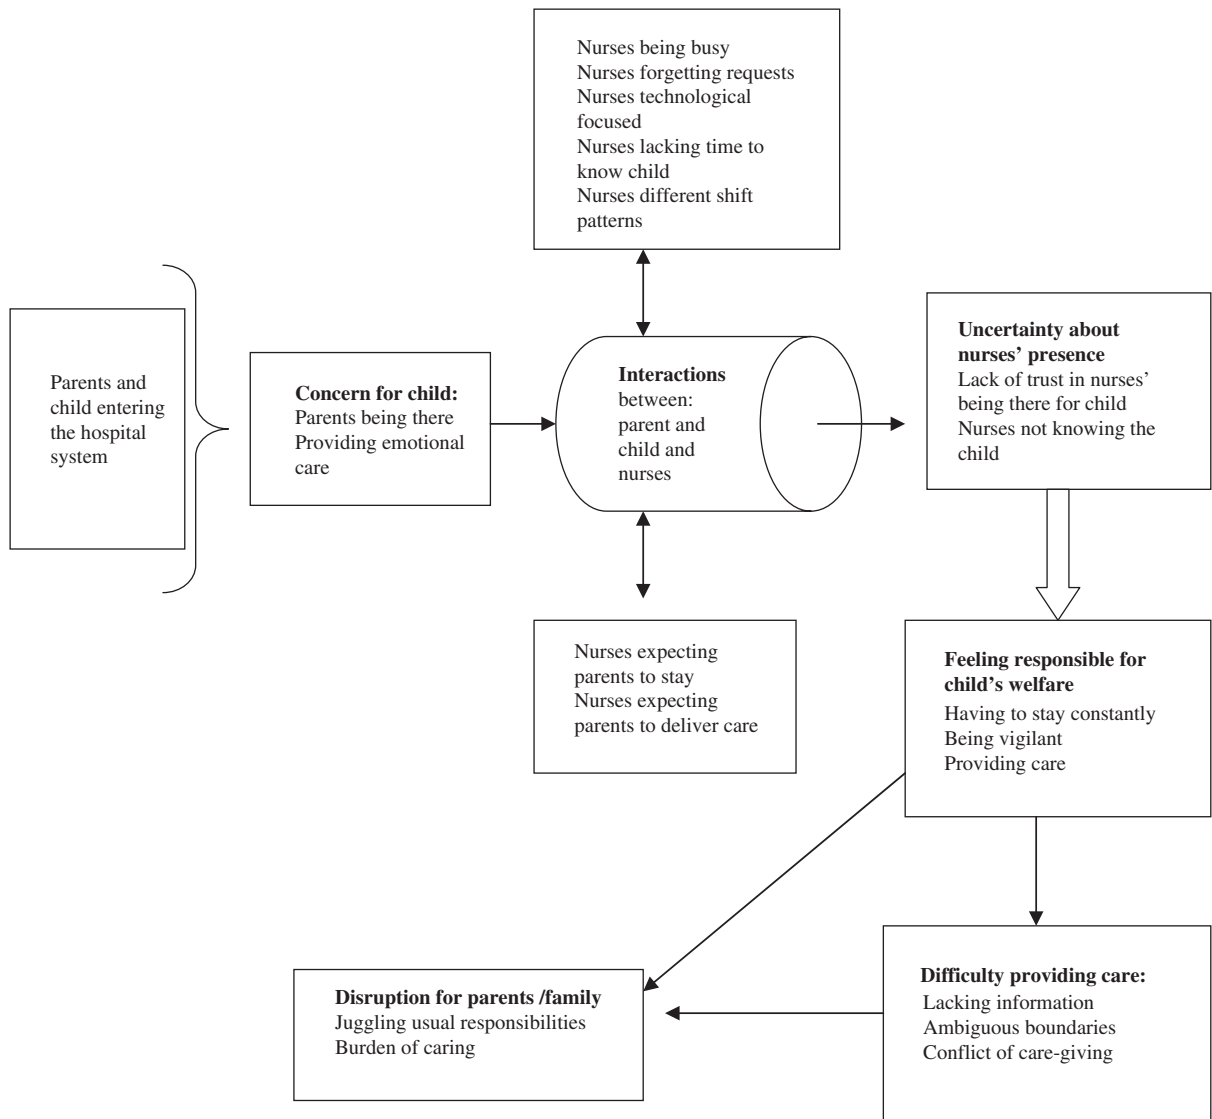 Nurses being busy
Nurses forgetting requests
Nurses technological
focused
Nurses lacking time to
know child
Nurses different shift
patterns
Parents and
child entering
the hospital
system
Concern for child:
Parents being there
Providing emotional
care
Interactions
between:
parent and
child and
nurses
Uncertainty about
nurses’ presence
Lack of trust in nurses’
being there for child
Nurses not knowing the
child
Nurses expecting
parents to stay
Nurses expecting
parents to deliver care
Feeling responsible for
child’s welfare
Having to stay constantly
Being vigilant
Providing care
Difficulty providing care:
Lacking information
Ambiguous boundaries
Conflict of care-giving
Disruption for parents /family
Juggling usual responsibilities
Burden of caring